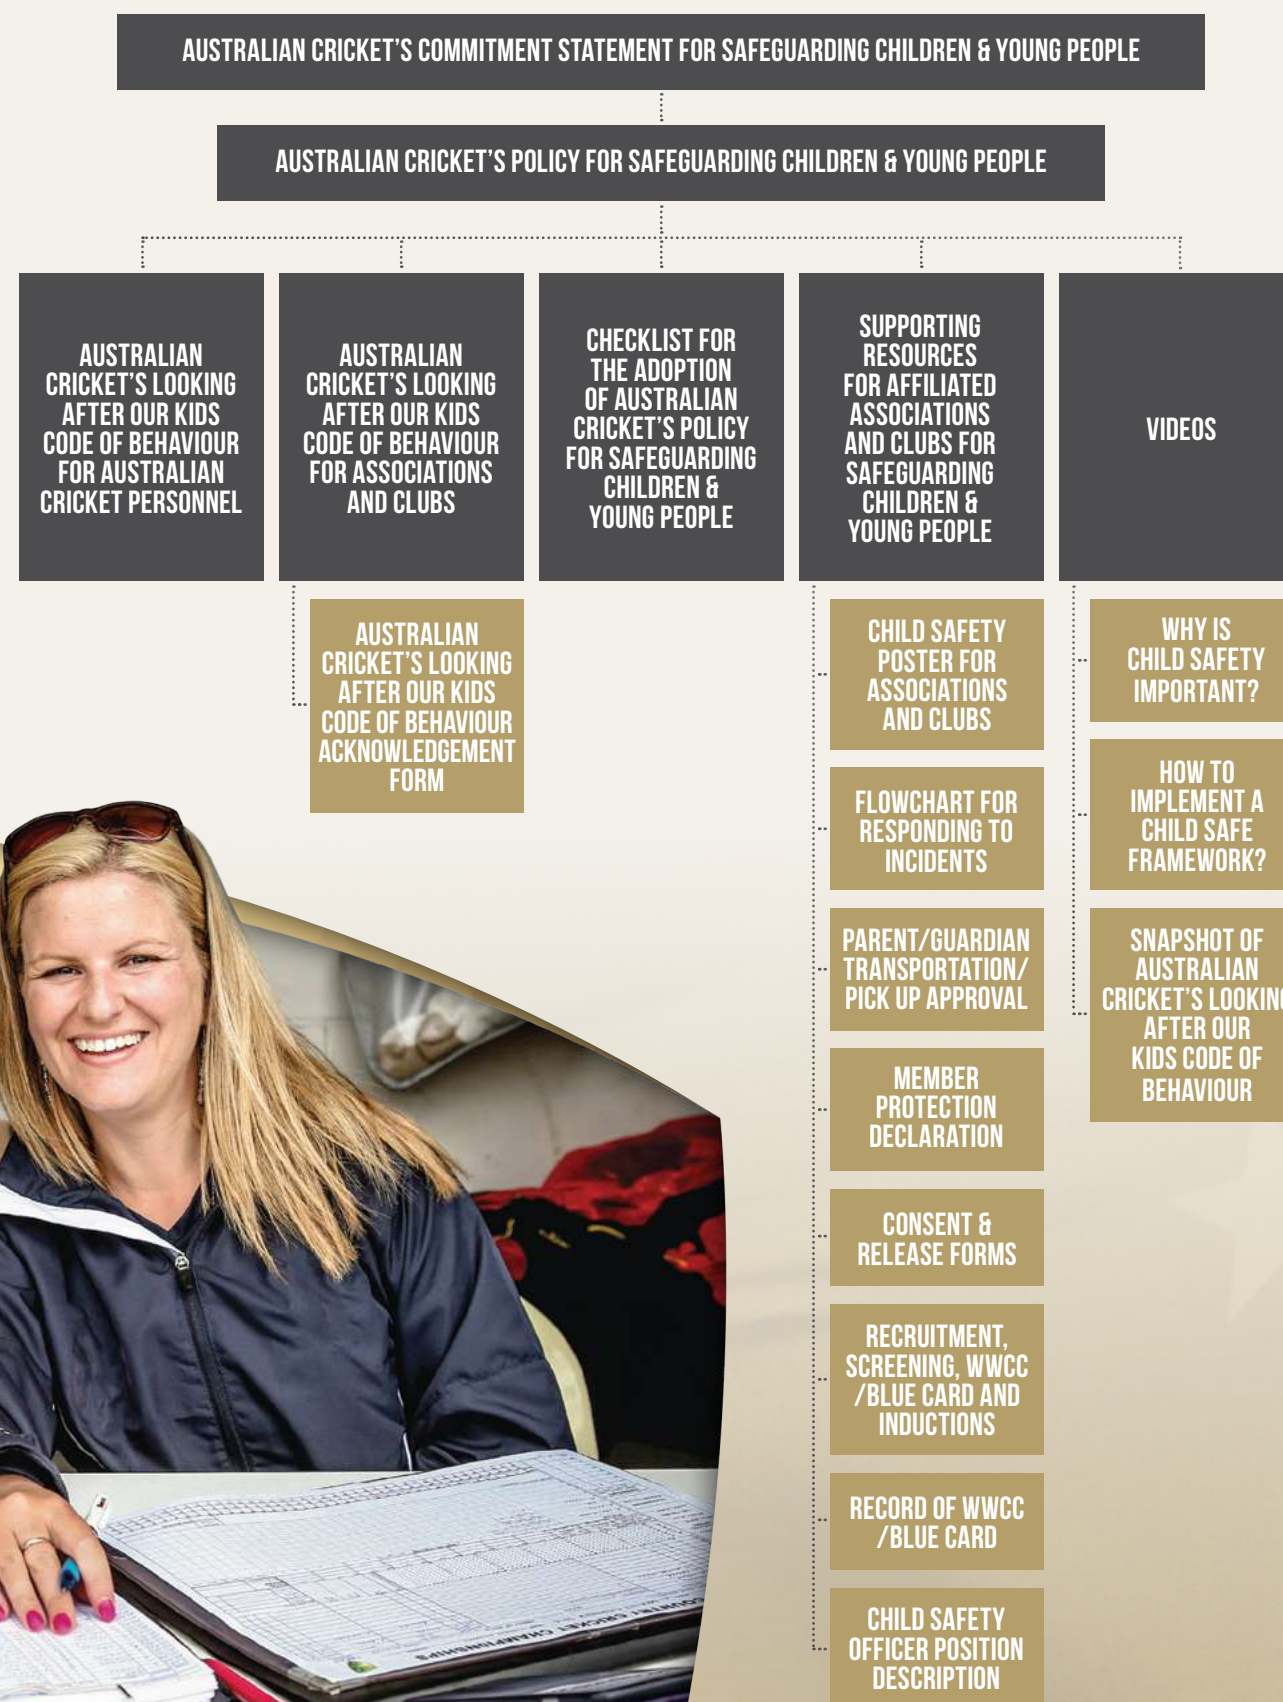 AUSTRALIAN CRICKET'S COMMITMENT STATEMENT FOR SAFEGUARDING CHILDREN & YOUNG PEOPLE
AUSTRALIAN CRICKET'S POLICY FOR SAFEGUARDING CHILDREN & YOUNG PEOPLE
AUSTRALIAN
CRICKET'S LOOKING
AFTER OUR KIDS
CODE OF BEHAVIOUR
FOR AUSTRALIAN
CRICKET PERSONNEL
AUSTRALIAN
CRICKET'S LOOKING
AFTER OUR KIDS
CODE OF BEHAVIOUR
FOR ASSOCIATIONS
AND CLUBS
AUSTRALIAN
CRICKET'S LOOKING
AFTER OUR KIDS
CODE OF BEHAVIOUR
ACKNOWLEDGEMENT
FORM
CHECKLIST FOR
THE ADOPTION
OF AUSTRALIAN
CRICKET'S POLICY
FOR SAFEGUARDING
CHILDREN &
YOUNG PEOPLE
SUPPORTING
RESOURCES
FOR AFFILIATED
ASSOCIATIONS
AND CLUBS FOR
SAFEGUARDING
CHILDREN &
YOUNG PEOPLE
CHILD SAFETY
POSTER FOR
ASSOCIATIONS
AND CLUBS
FLOWCHART FOR
RESPONDING TO
INCIDENTS
PARENT/GUARDIAN
TRANSPORTATION/
PICK UP APPROVAL
MEMBER
PROTECTION
DECLARATION
CONSENT &
RELEASE FORMS
RECRUITMENT,
SCREENING, WWCC
/BLUE CARD AND
INDUCTIONS
RECORD OF WWCC
/BLUE CARD
CHILD SAFETY
OFFICER POSITION
DESCRIPTION
VIDEOS
WHY IS
CHILD SAFETY
IMPORTANT?
HOW TO
IMPLEMENT A
CHILD SAFE
FRAMEWORK?
SNAPSHOT OF
AUSTRALIAN
CRICKET'S LOOKING
AFTER OUR
KIDS CODE OF
BEHAVIOUR
COUNTRY CRICKET CHAMPIONSHIPS